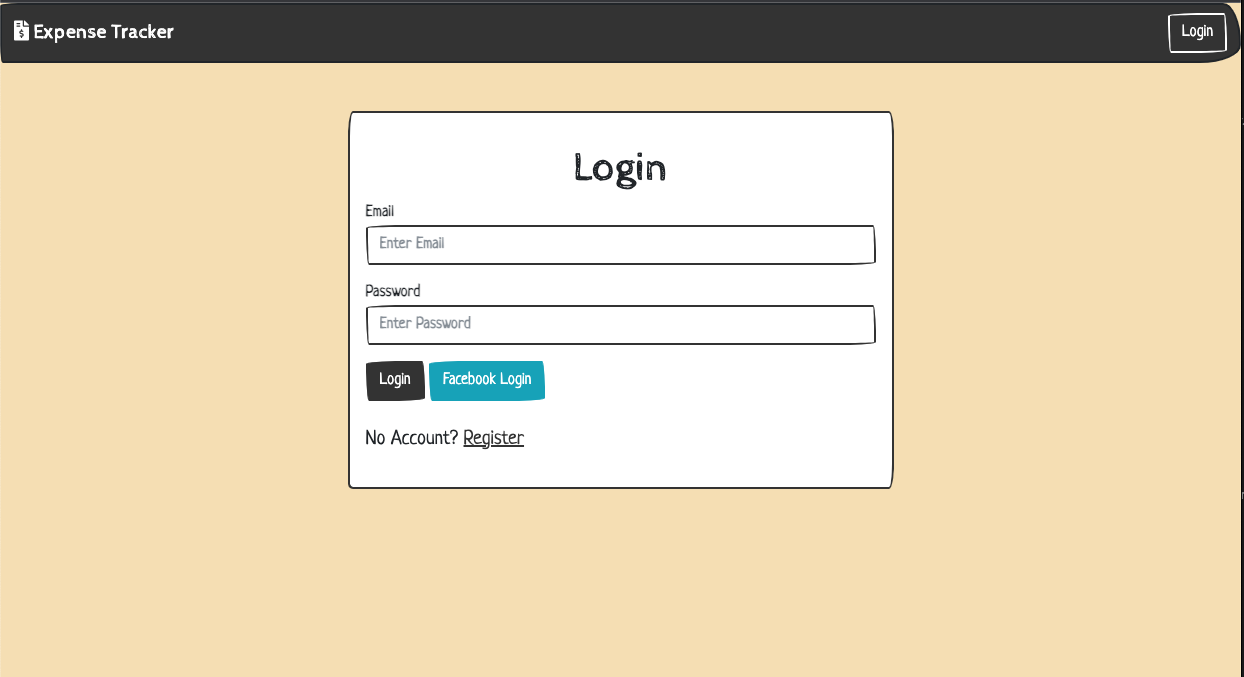 Expense Tracker
Login
Login
Email
Enter Email
Password
Enter Password
Login Facebook Login
No Account? Register